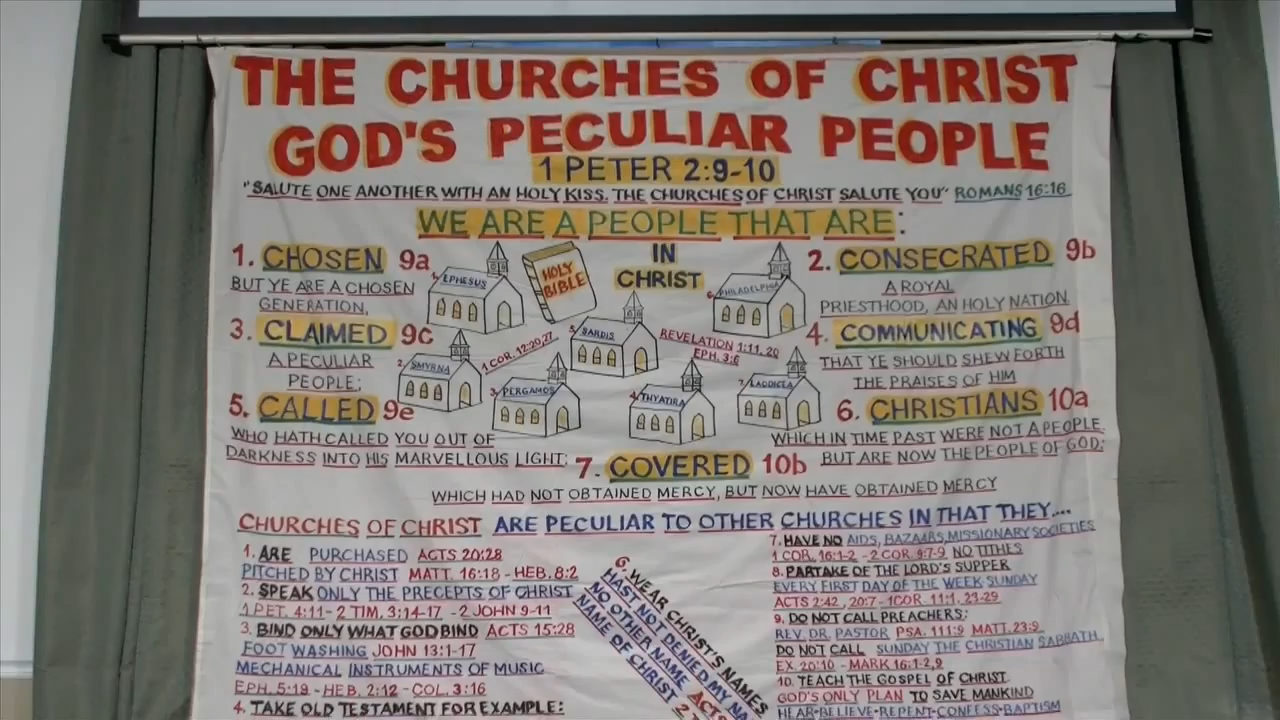 THE CHURCHES OF CHRIST
GOD'S PECULIAR PEOPLE
1 PETER 2:9-10
"SALUTE ONE ANOTHER WITH AN HOLY KISS. THE CHURCHES OF CHRIST SALUTE YOU" ROMANS 16:16
WE ARE A PEOPLE THAT ARE:
1. CHOSEN 9a
BUT YE ARE A CHOSEN
GENERATION,
2. CONSECRATED 9b
A ROYAL
PRIESTHOOD, AN HOLY NATION
3. CLAIMED 9c
A PECULIAR
PEOPLE;
4. COMMUNICATING 9d
THAT YE SHOULD SHEW FORTH
THE PRAISES OF HIM
5. CALLED 9e
WHO HATH CALLED YOU OUT OF
DARKNESS INTO HIS MARVELLOUS LIGHT;
6. CHRISTIANS 10a
WHICH IN TIME PAST WERE NOT A PEOPLE
BUT ARE NOW THE PEOPLE OF GOD:
7. COVERED 10b
WHICH HAD NOT OBTAINED MERCY, BUT NOW HAVE OBTAINED MERCY
IN
CHRIST
HOLY
BIBLE
1. EPHESUS
2. SMYRNA
3. PERGAMOS
4. THYATIRA
5. SARDIS
6. PHILADELPHIA
7. LAODICEA
1 COR. 12:20,27
REVELATION 1:11, 20
EPH. 3:6
CHURCHES OF CHRIST ARE PECULIAR TO OTHER CHURCHES IN THAT THEY....
1. ARE PURCHASED ACTS 20:28
PITCHED BY CHRIST MATT. 16:18 - HEB. 8:2
2. SPEAK ONLY THE PRECEPTS OF CHRIST
1 PET. 4:11 - 2 TIM, 3:14-17 - 2 JOHN 9-11
3. BIND ONLY WHAT GOD BIND ACTS 15:28
FOOT WASHING JOHN 13:1-17
MECHANICAL INSTRUMENTS OF MUSIC
EPH. 5:19 - HEB. 2:12 - COL. 3:16
4. TAKE OLD TESTAMENT FOR EXAMPLE:
6. WEAR CHRIST'S NAMES
HAST NOT DENIED MY NA
NO OTHER NAME ACTS
NAME OF CHRIST 2 T
7. HAVE NO AIDS, BAZAARS, MISSIONARY SOCIETIES
1 COR. 16:1-2 - 2 COR. 9:7-9 NO TITHES
8. PARTAKE OF THE LORD'S SUPPER
EVERY FIRST DAY OF THE WEEK SUNDAY
ACTS 2:42, 20:7 - 1 COR. 11:1, 23-29
9. DO NOT CALL PREACHERS:
REV. DR. PASTOR PSA. 111:9 MATT. 23:9
DO NOT CALL SUNDAY THE CHRISTIAN SABBATH
EX. 20:10 - MARK 16:1-2,9
10. TEACH THE GOSPEL OF CHRIST
GOD'S ONLY PLAN TO SAVE MANKIND
HEAR-BELIEVE-REPENT-CONFESS-BAPTISM